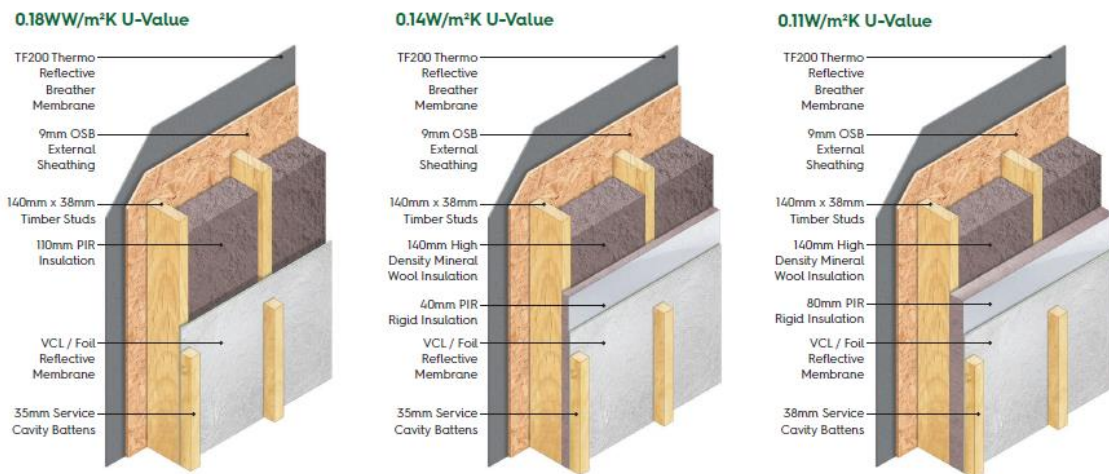 0.18WW/m²K U-Value
TF200 Thermo
Reflective
Breather
Membrane
9mm OSB
External
Sheathing
140mm x 38mm
Timber Studs
110mm PIR
Insulation
VCL / Foil
Reflective
Membrane
35mm Service
Cavity Battens
0.14W/m²K U-Value
TF200 Thermo
Reflective
Breather
Membrane
9mm OSB
External
Sheathing
140mm x 38mm
Timber Studs
140mm High
Density Mineral
Wool Insulation
40mm PIR
Rigid Insulation
VCL / Foil
Reflective
Membrane
35mm Service
Cavity Battens
0.11W/m²K U-Value
TF200 Thermo
Reflective
Breather
Membrane
9mm OSB
External
Sheathing
140mm x 38mm
Timber Studs
140mm High
Density Mineral
Wool Insulation
80mm PIR
Rigid Insulation
VCL / Foil
Reflective
Membrane
38mm Service
Cavity Battens